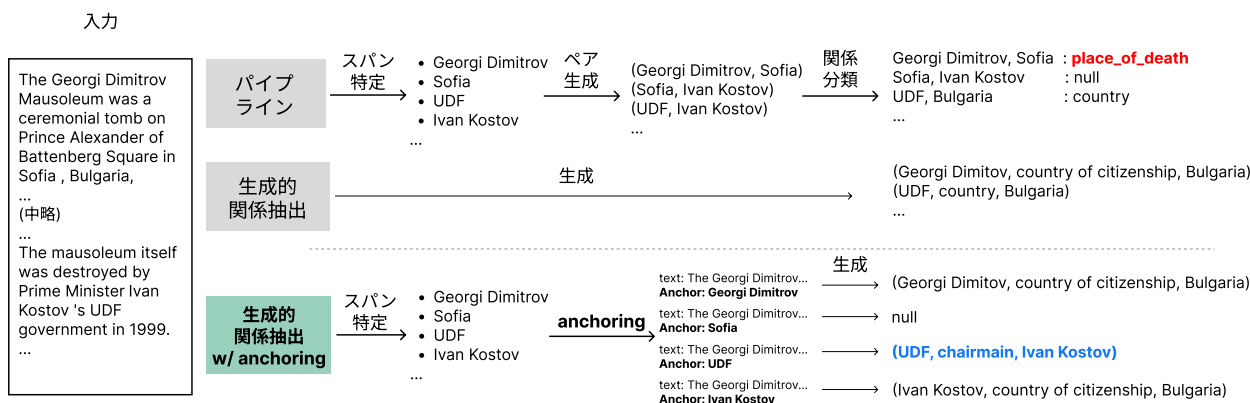 入力
The Georgi Dimitrov
Mausoleum was a
ceremonial tomb on
Prince Alexander of
Battenberg Square in
Sofia , Bulgaria,
...
(中略)
...
The mausoleum itself
was destroyed by
Prime Minister Ivan
Kostov 's UDF
government in 1999.
...
パイプ
ライン
スパン
特定
• Georgi Dimitrov
• Sofia
• UDF
• Ivan Kostov
...
ペア
生成
(Georgi Dimitrov, Sofia)
(Sofia, Ivan Kostov)
(UDF, Ivan Kostov)
...
関係
分類
Georgi Dimitrov, Sofia : place_of_death
Sofia, Ivan Kostov : null
UDF, Bulgaria : country
...
生成的
関係抽出
生成
(Georgi Dimitov, country of citizenship, Bulgaria)
(UDF, country, Bulgaria)
...
生成的
関係抽出
w/ anchoring
スパン
特定
• Georgi Dimitrov
• Sofia
• UDF
• Ivan Kostov
...
anchoring
生成
text: The Georgi Dimitrov...
Anchor: Georgi Dimitrov
(Georgi Dimitov, country of citizenship, Bulgaria)
text: The Georgi Dimitrov...
Anchor: Sofia
null
text: The Georgi Dimitrov...
Anchor: UDF
(UDF, chairmain, Ivan Kostov)
text: The Georgi Dimitrov...
Anchor: Ivan Kostov
(Ivan Kostov, country of citizenship, Bulgaria)